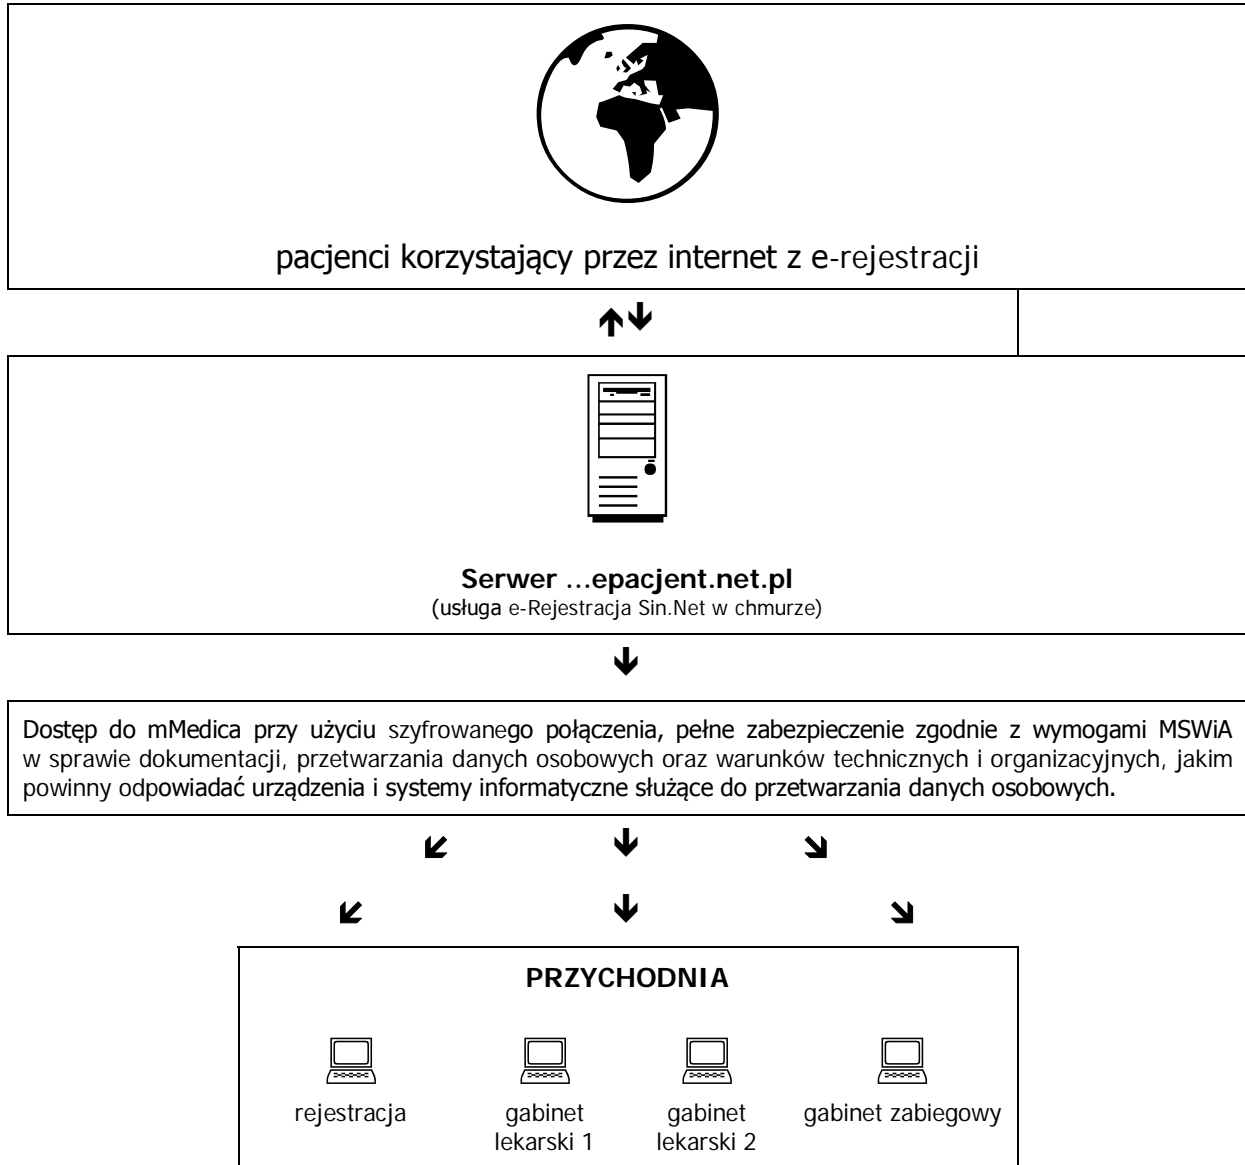 pacjenci korzystający przez internet z e-rejestracji
Serwer ...epacjent.net.pl
(usługa e-Rejestracja Sin.Net w chmurze)
Dostęp do mMedica przy użyciu szyfrowanego połączenia, pełne zabezpieczenie zgodnie z wymogami MSWiA
w sprawie dokumentacji, przetwarzania danych osobowych oraz warunków technicznych i organizacyjnych, jakim
powinny odpowiadać urządzenia i systemy informatyczne służące do przetwarzania danych osobowych.
PRZYCHODNIA
rejestracja
gabinet
lekarski 1
gabinet
lekarski 2
gabinet zabiegowy